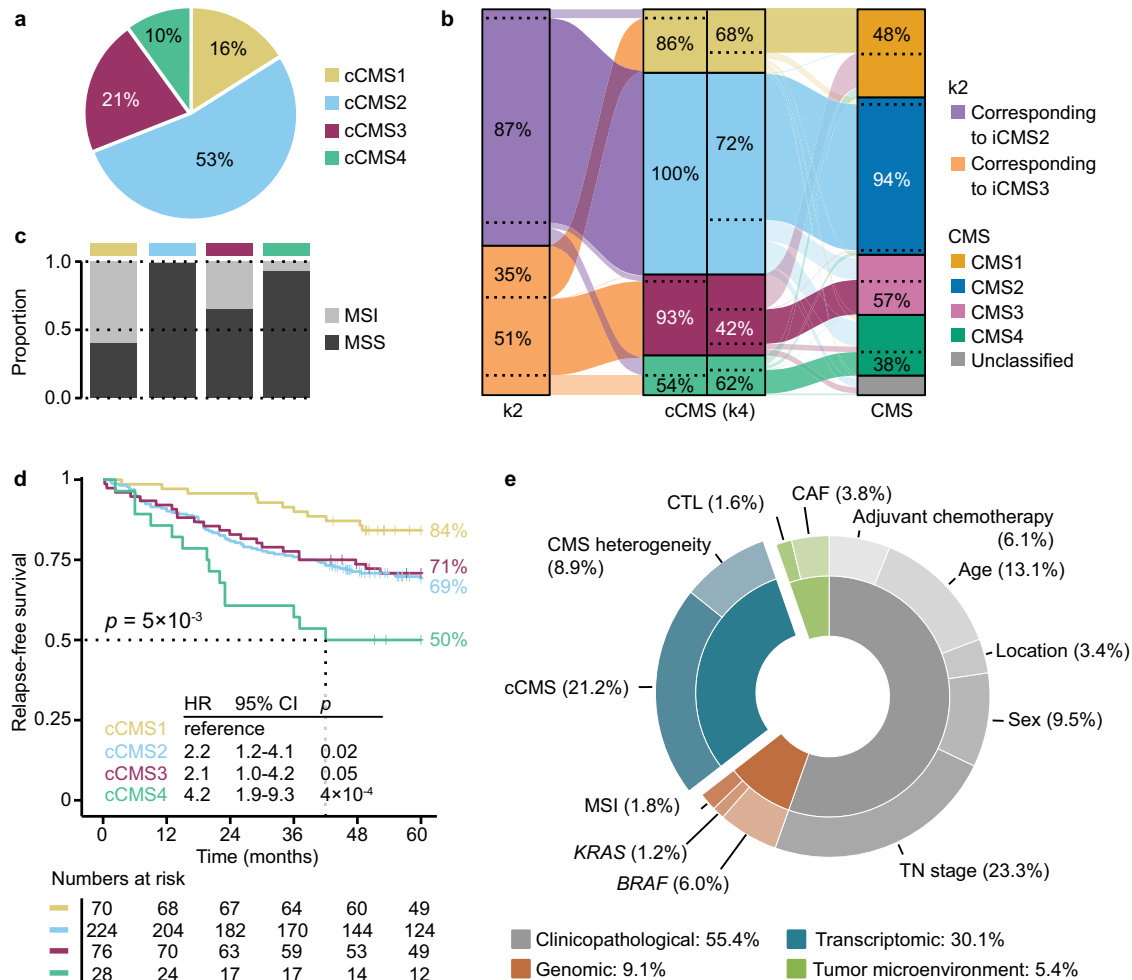 a
10%
16%
21%
53%
cCMS1
cCMS2
cCMS3
cCMS4
b
87%
35%
51%
86%
68%
100%
72%
93%
42%
54%
62%
48%
94%
57%
38%
k2
cCMS (k4)
CMS
k2
Corresponding
to iCMS2
Corresponding
to iCMS3
CMS
CMS1
CMS2
CMS3
CMS4
Unclassified
c
Proportion
1.0
0.5
0.0
MSI
MSS
d
Relapse-free survival
1
0.75
0.5
0.25
0
84%
71%
69%
50%
p = 5×10-3
HR 95% CI p
cCMS1 reference
cCMS2 2.2 1.2-4.1 0.02
cCMS3 2.1 1.0-4.2 0.05
cCMS4 4.2 1.9-9.3 4×10-4
0 12 24 36 48 60
Time (months)
Numbers at risk
70 68 67 64 60 49
224 204 182 170 144 124
76 70 63 59 53 49
28 24 17 17 14 12
e
CTL (1.6%)
CAF (3.8%)
Adjuvant chemotherapy
(6.1%)
Age (13.1%)
Location (3.4%)
Sex (9.5%)
TN stage (23.3%)
BRAF (6.0%)
KRAS (1.2%)
MSI (1.8%)
cCMS (21.2%)
CMS heterogeneity
(8.9%)
Clinicopathological: 55.4%
Transcriptomic: 30.1%
Genomic: 9.1%
Tumor microenvironment: 5.4%